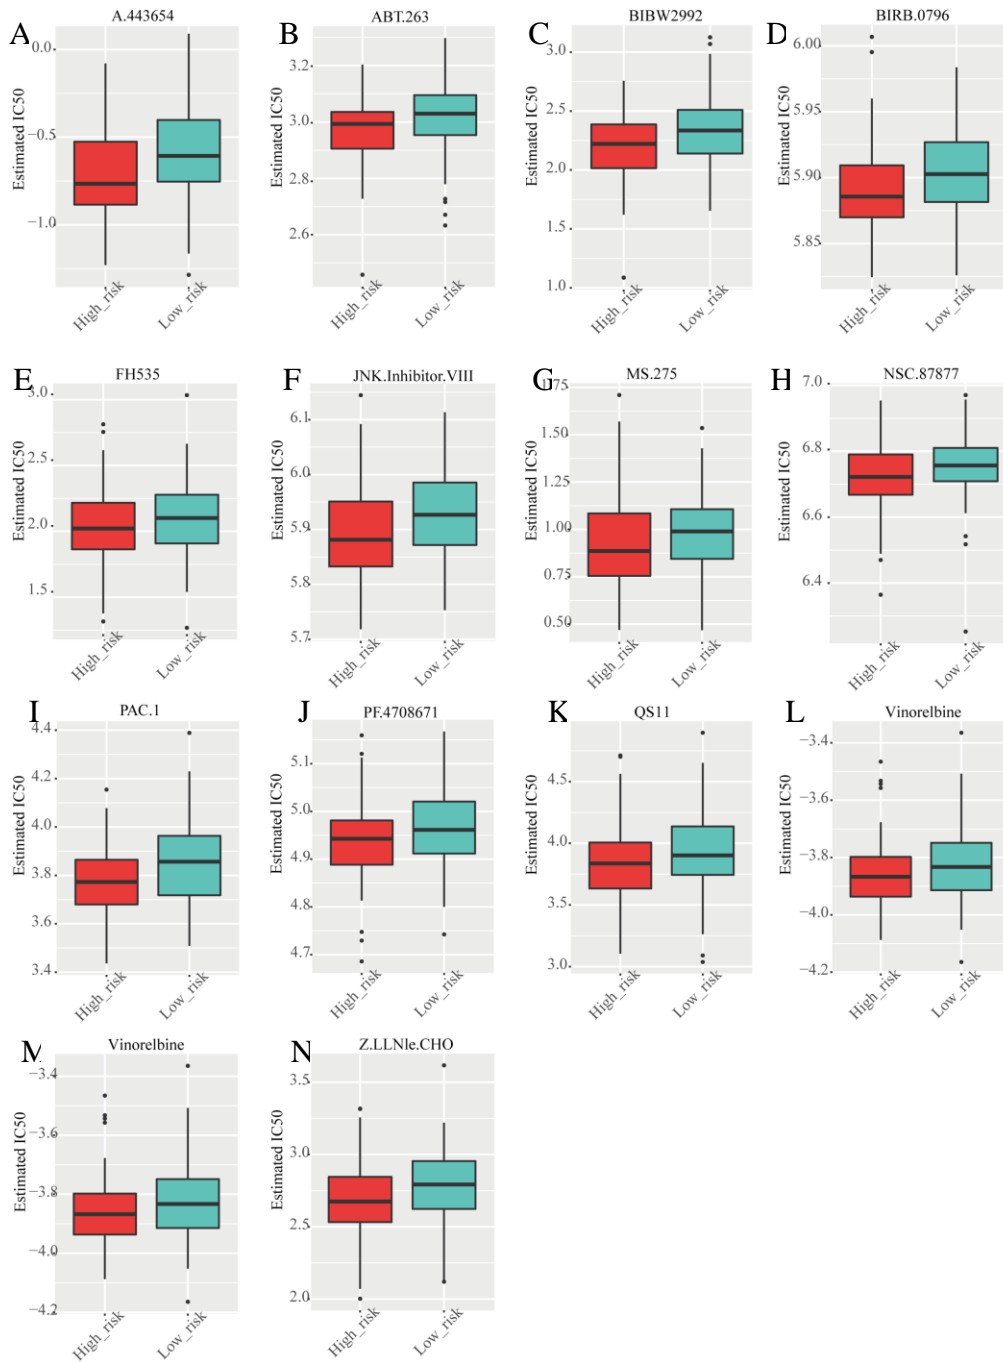 A
A.443654
Estimated IC50
0.0
−0.5
−1.0
High_risk
Low_risk
B
ABT.263
Estimated IC50
3.2
3.0
2.8
2.6
High_risk
Low_risk
C
BIBW2992
Estimated IC50
3.0
2.5
2.0
1.5
1.0
High_risk
Low_risk
D
BIRB.0796
Estimated IC50
6.00
5.95
5.90
5.85
High_risk
Low_risk
E
FH535
Estimated IC50
3.0
2.5
2.0
1.5
High_risk
Low_risk
F
JNK.Inhibitor.VIII
Estimated IC50
6.1
6.0
5.9
5.8
5.7
High_risk
Low_risk
G
MS.275
Estimated IC50
1.75
1.50
1.25
1.00
0.75
0.50
High_risk
Low_risk
H
NSC.87877
Estimated IC50
7.0
6.8
6.6
6.4
High_risk
Low_risk
I
PAC.1
Estimated IC50
4.4
4.2
4.0
3.8
3.6
3.4
High_risk
Low_risk
J
PF.4708671
Estimated IC50
5.1
5.0
4.9
4.8
4.7
High_risk
Low_risk
K
QS11
Estimated IC50
4.5
4.0
3.5
3.0
High_risk
Low_risk
L
Vinorelbine
Estimated IC50
−3.4
−3.6
−3.8
−4.0
−4.2
High_risk
Low_risk
M
Vinorelbine
Estimated IC50
−3.4
−3.6
−3.8
−4.0
−4.2
High_risk
Low_risk
N
Z.LLNle.CHO
Estimated IC50
3.5
3.0
2.5
2.0
High_risk
Low_risk